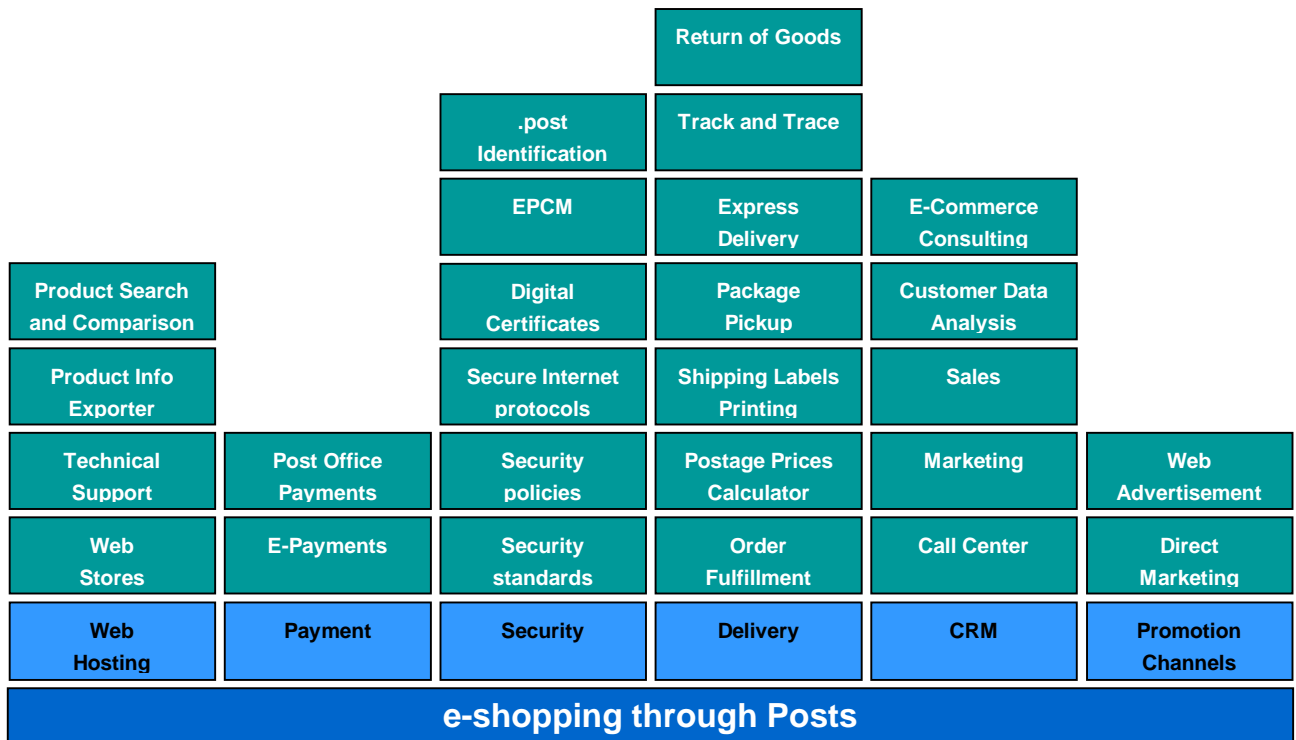 Return of Goods
.post
Identification
Track and Trace
EPCM
Express
Delivery
E-Commerce
Consulting
Product Search
and Comparison
Digital
Certificates
Package
Pickup
Customer Data
Analysis
Product Info
Exporter
Secure Internet
protocols
Shipping Labels
Printing
Sales
Technical
Support
Post Office
Payments
Security
policies
Postage Prices
Calculator
Marketing
Web
Advertisement
Web
Stores
E-Payments
Security
standards
Order
Fulfillment
Call Center
Direct
Marketing
Web
Hosting
Payment
Security
Delivery
CRM
Promotion
Channels
e-shopping through Posts